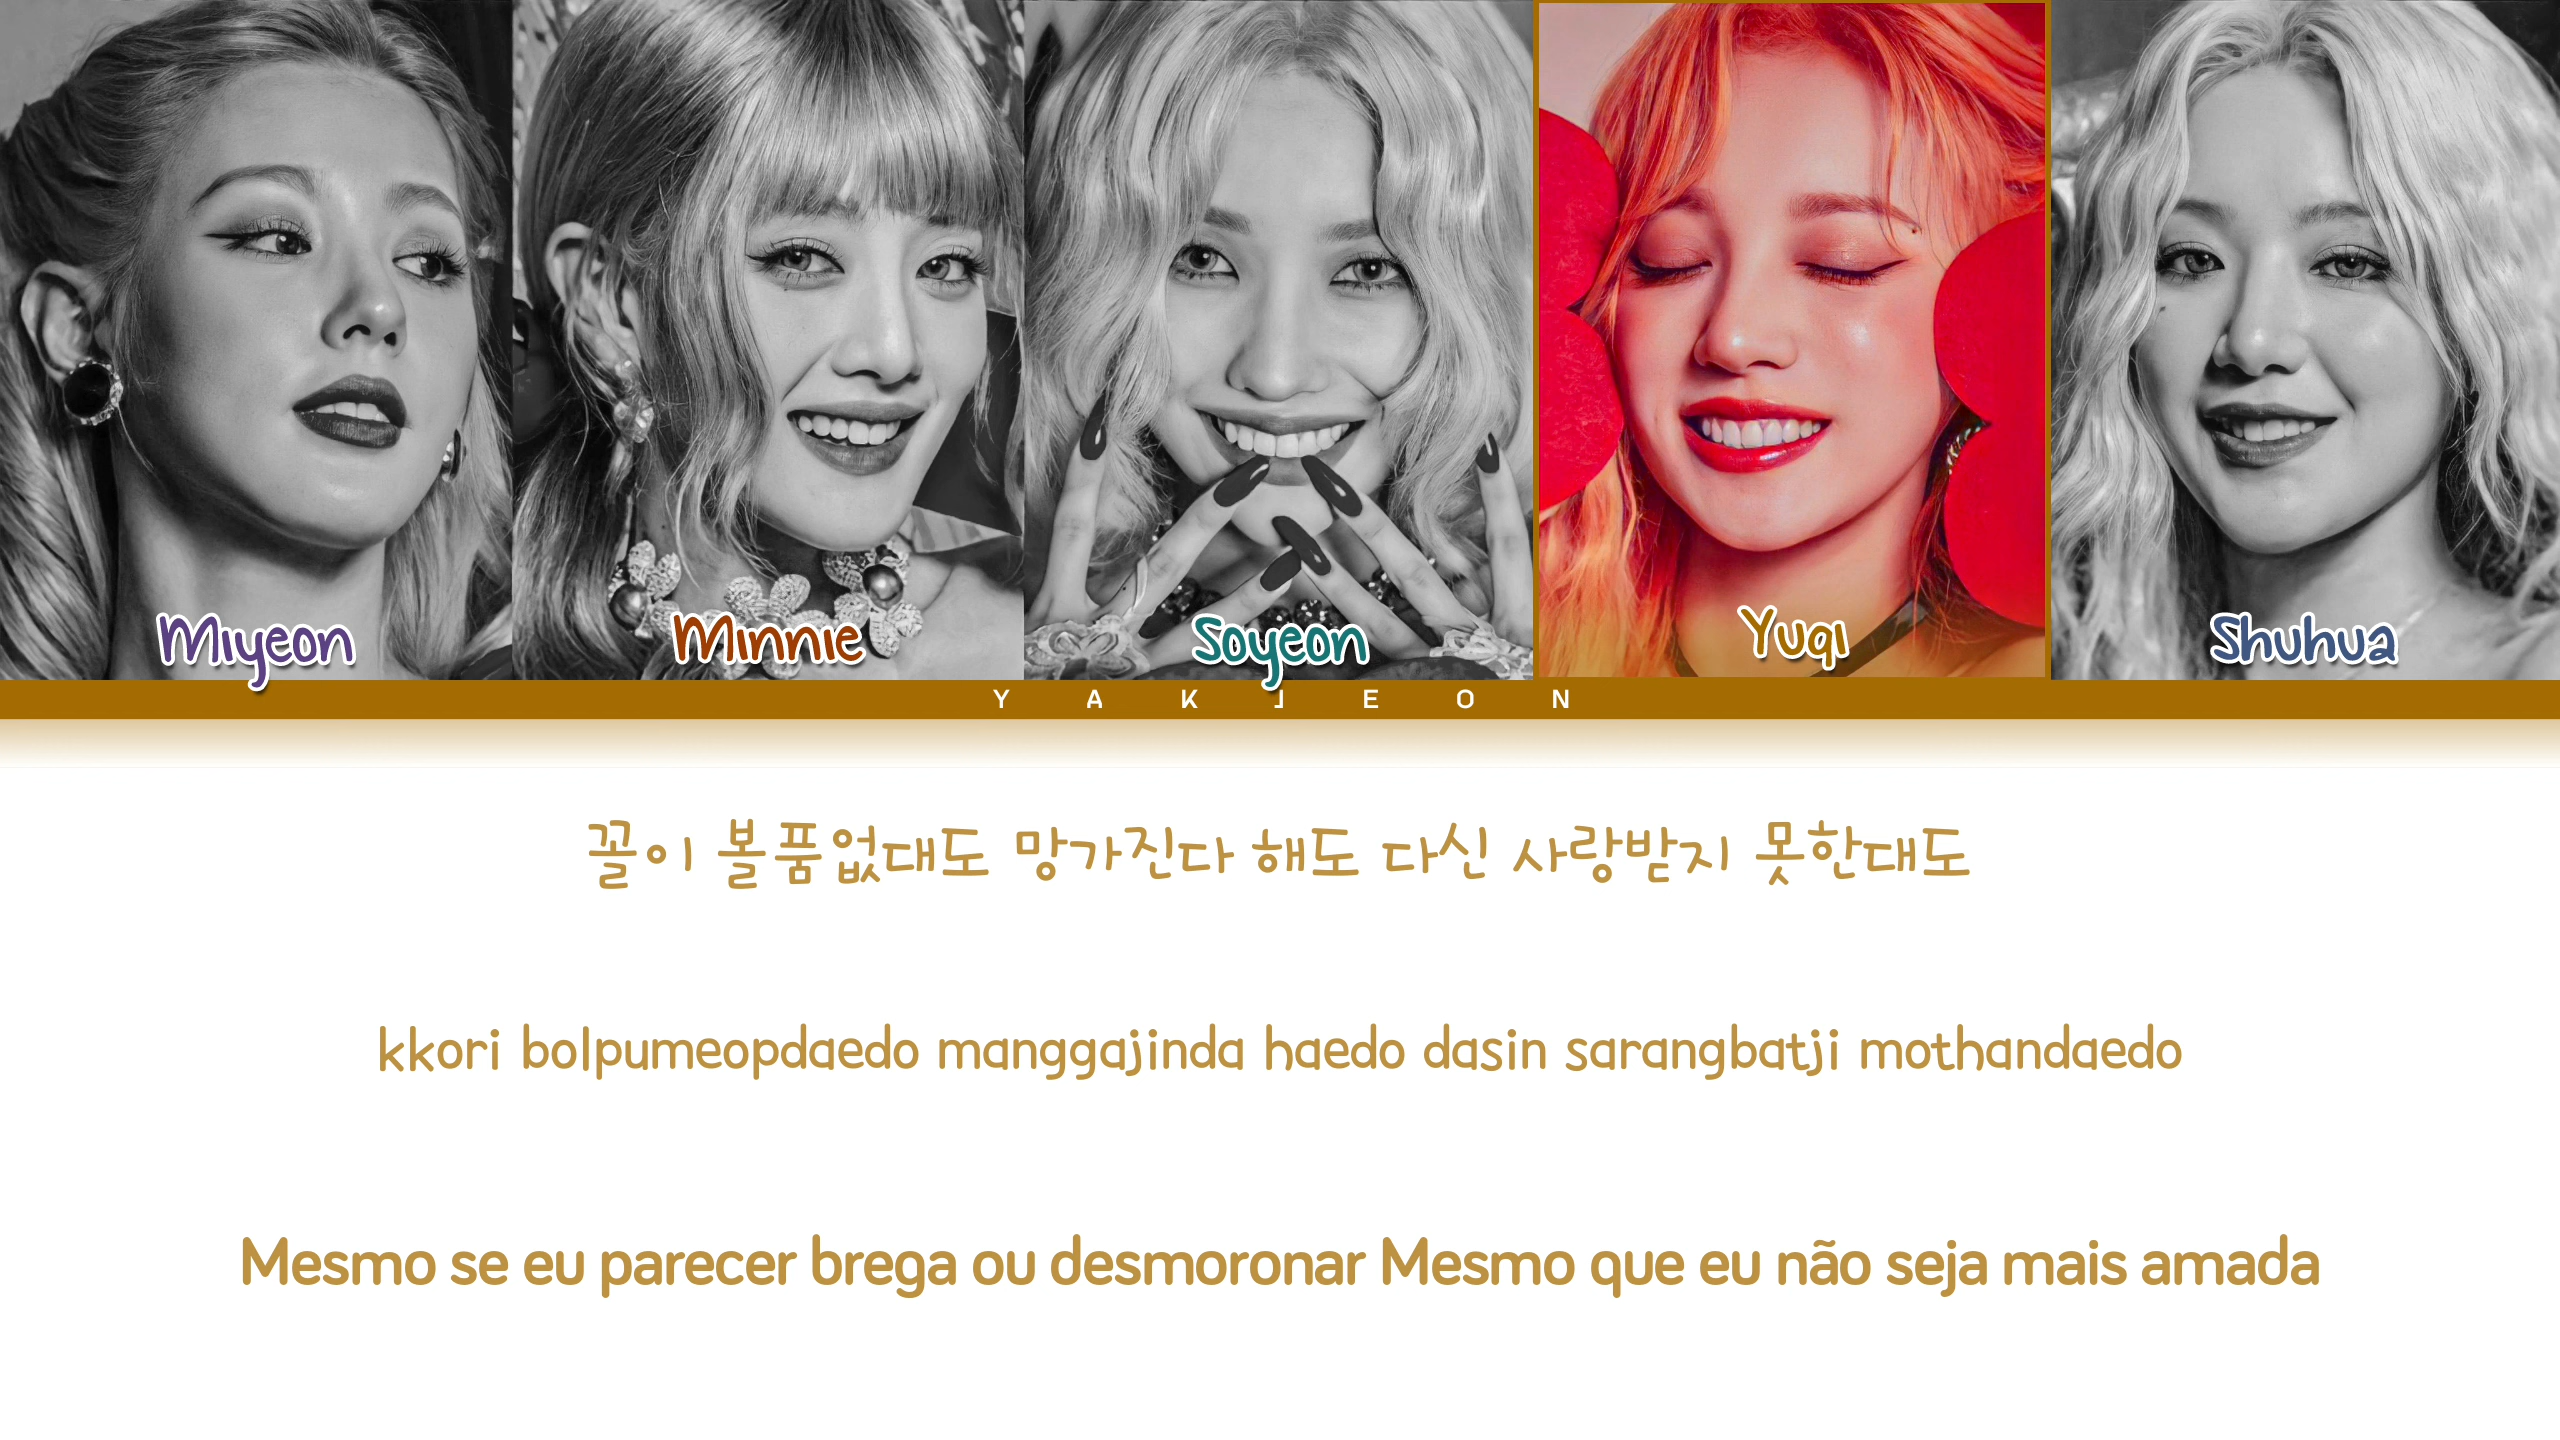 Miyeon Minnie Soyeon Yuqi Shuhua
YAKJEON
꼴이 볼품없대도 망가진다 해도 다신 사랑받지 못한대도
kkori bolpumeopdaedo manggajinda haedo dasin sarangbatji mothandaedo
Mesmo se eu parecer brega ou desmoronar Mesmo que eu não seja mais amada